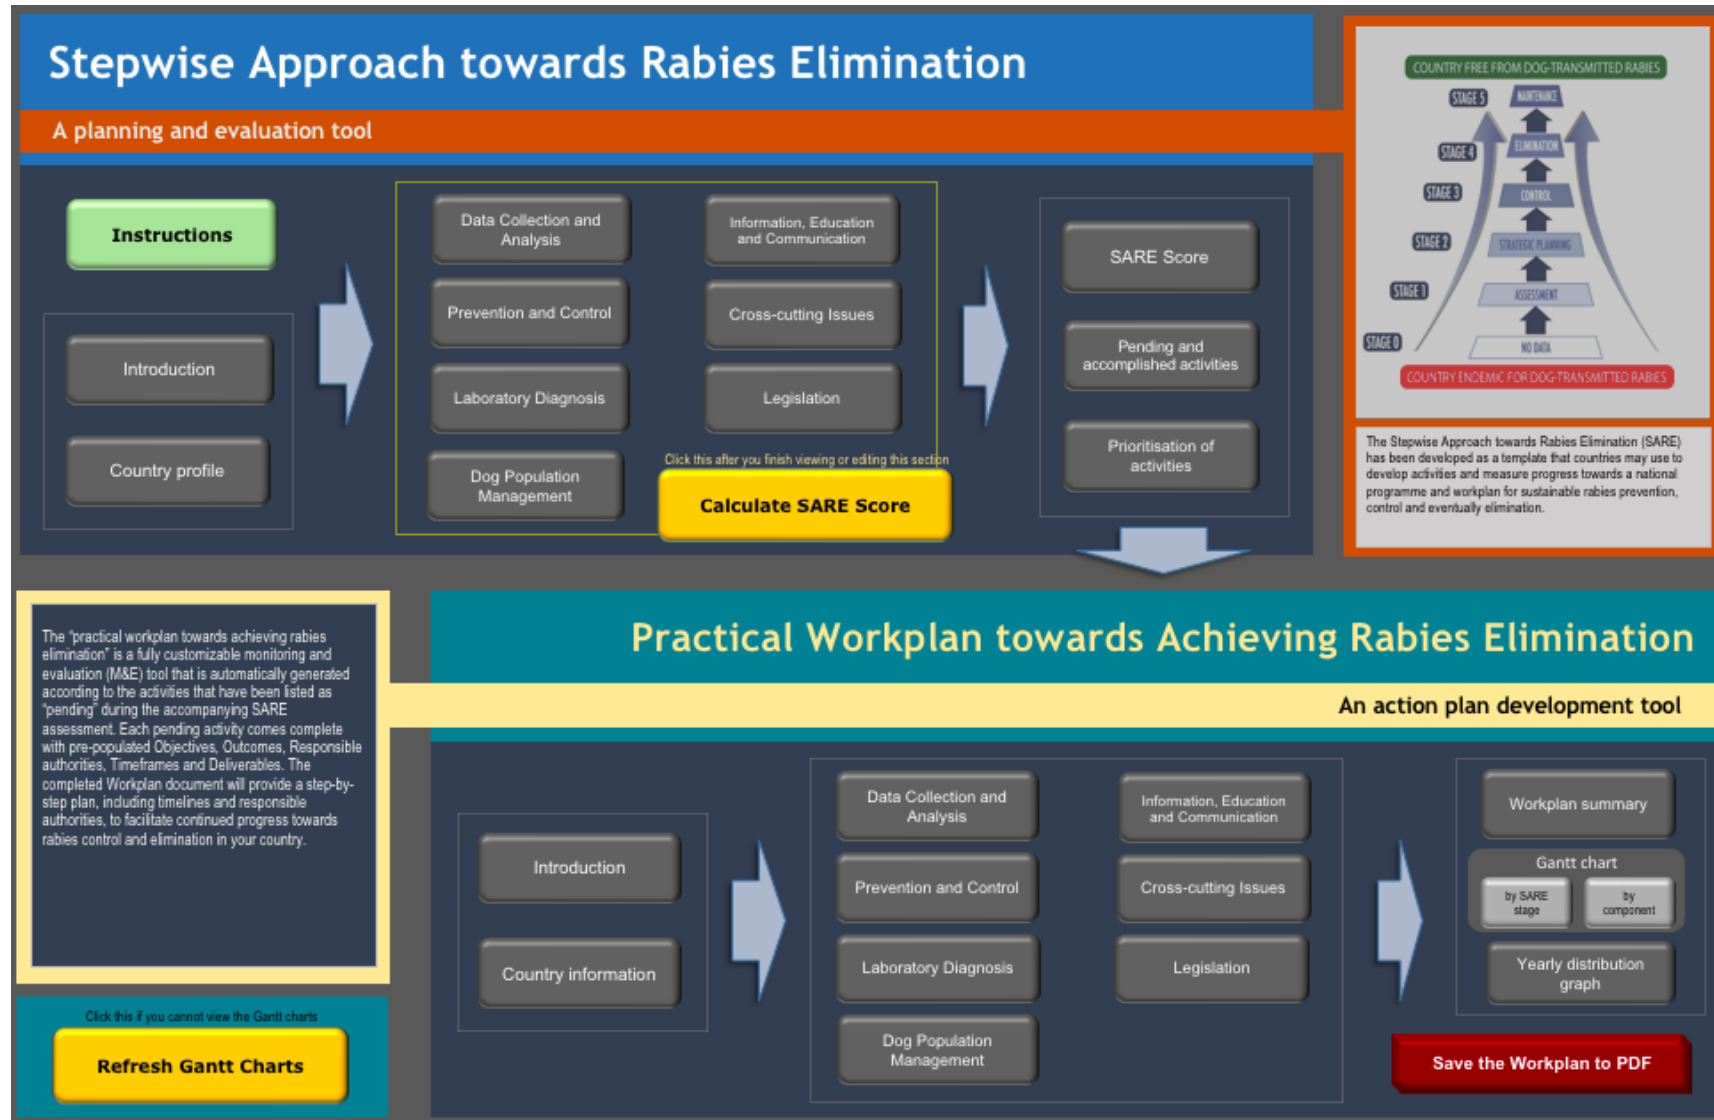 Stepwise Approach towards Rabies Elimination
A planning and evaluation tool
Instructions
Introduction
Country profile
Data Collection and
Analysis
Information, Education
and Communication
Prevention and Control
Cross-cutting Issues
Laboratory Diagnosis
Legislation
Dog Population
Management
Click this after you finish viewing or editing this section
Calculate SARE Score
SARE Score
Pending and
accomplished activities
Prioritisation of
activities
COUNTRY FREE FROM DOG-TRANSMITTED RABIES
STAGE 5
MAINTENANCE
STAGE 4
ELIMINATION
STAGE 3
CONTROL
STAGE 2
STRATEGIC PLANNING
STAGE 1
ASSESSMENT
STAGE 0
NO DATA
COUNTRY ENDEMIC FOR DOG-TRANSMITTED RABIES
The Stepwise Approach towards Rabies Elimination (SARE)
has been developed as a template that countries may use to
develop activities and measure progress towards a national
programme and workplan for sustainable rabies prevention,
control and eventually elimination.
The "practical workplan towards achieving rabies
elimination" is a fully customizable monitoring and
evaluation (M&E) tool that is automatically generated
according to the activities that have been listed as
"pending" during the accompanying SARE
assessment. Each pending activity comes complete
with pre-populated Objectives, Outcomes, Responsible
authorities, Timeframes and Deliverables. The
completed Workplan document will provide a step-by-
step plan, including timelines and responsible
authorities, to facilitate continued progress towards
rabies control and elimination in your country.
Click this if you cannot view the Gantt charts
Refresh Gantt Charts
Practical Workplan towards Achieving Rabies Elimination
An action plan development tool
Introduction
Country information
Data Collection and
Analysis
Information, Education
and Communication
Prevention and Control
Cross-cutting Issues
Laboratory Diagnosis
Legislation
Dog Population
Management
Workplan summary
Gantt chart
by SARE
stage
by
component
Yearly distribution
graph
Save the Workplan to PDF